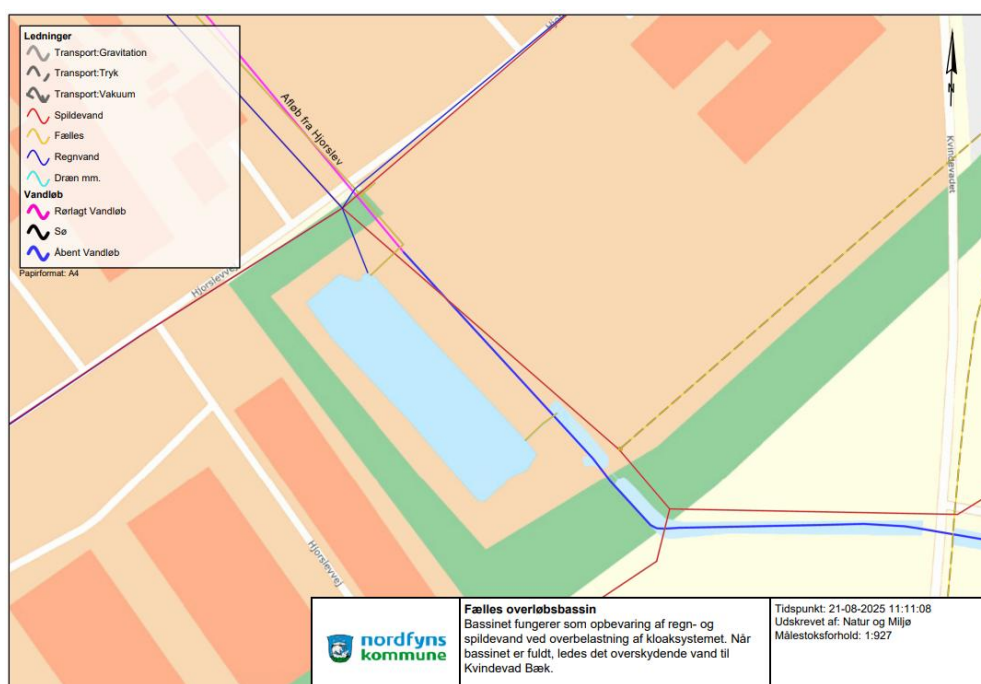 Ledninger
Transport:Gravitation
Transport:Tryk
Transport:Vakuum
Spildevand
Fælles
Regnvand
Dræn mm.
Vandløb
Rørlagt Vandløb
Sø
Åbent Vandløb
Papirformat: A4
Afløb fra Hjorslev
N
Kvindevadet
Hjorslevvej
Hjorslevvej
nordfyns
kommune
Fælles overløbsbassin
Bassinet fungerer som opbevaring af regn- og
spildevand ved overbelastning af kloaksystemet. Når
bassinet er fuldt, ledes det overskydende vand til
Kvindevad Bæk.
Tidspunkt: 21-08-2025 11:11:08
Udskrevet af: Natur og Miljø
Målestoksforhold: 1:927